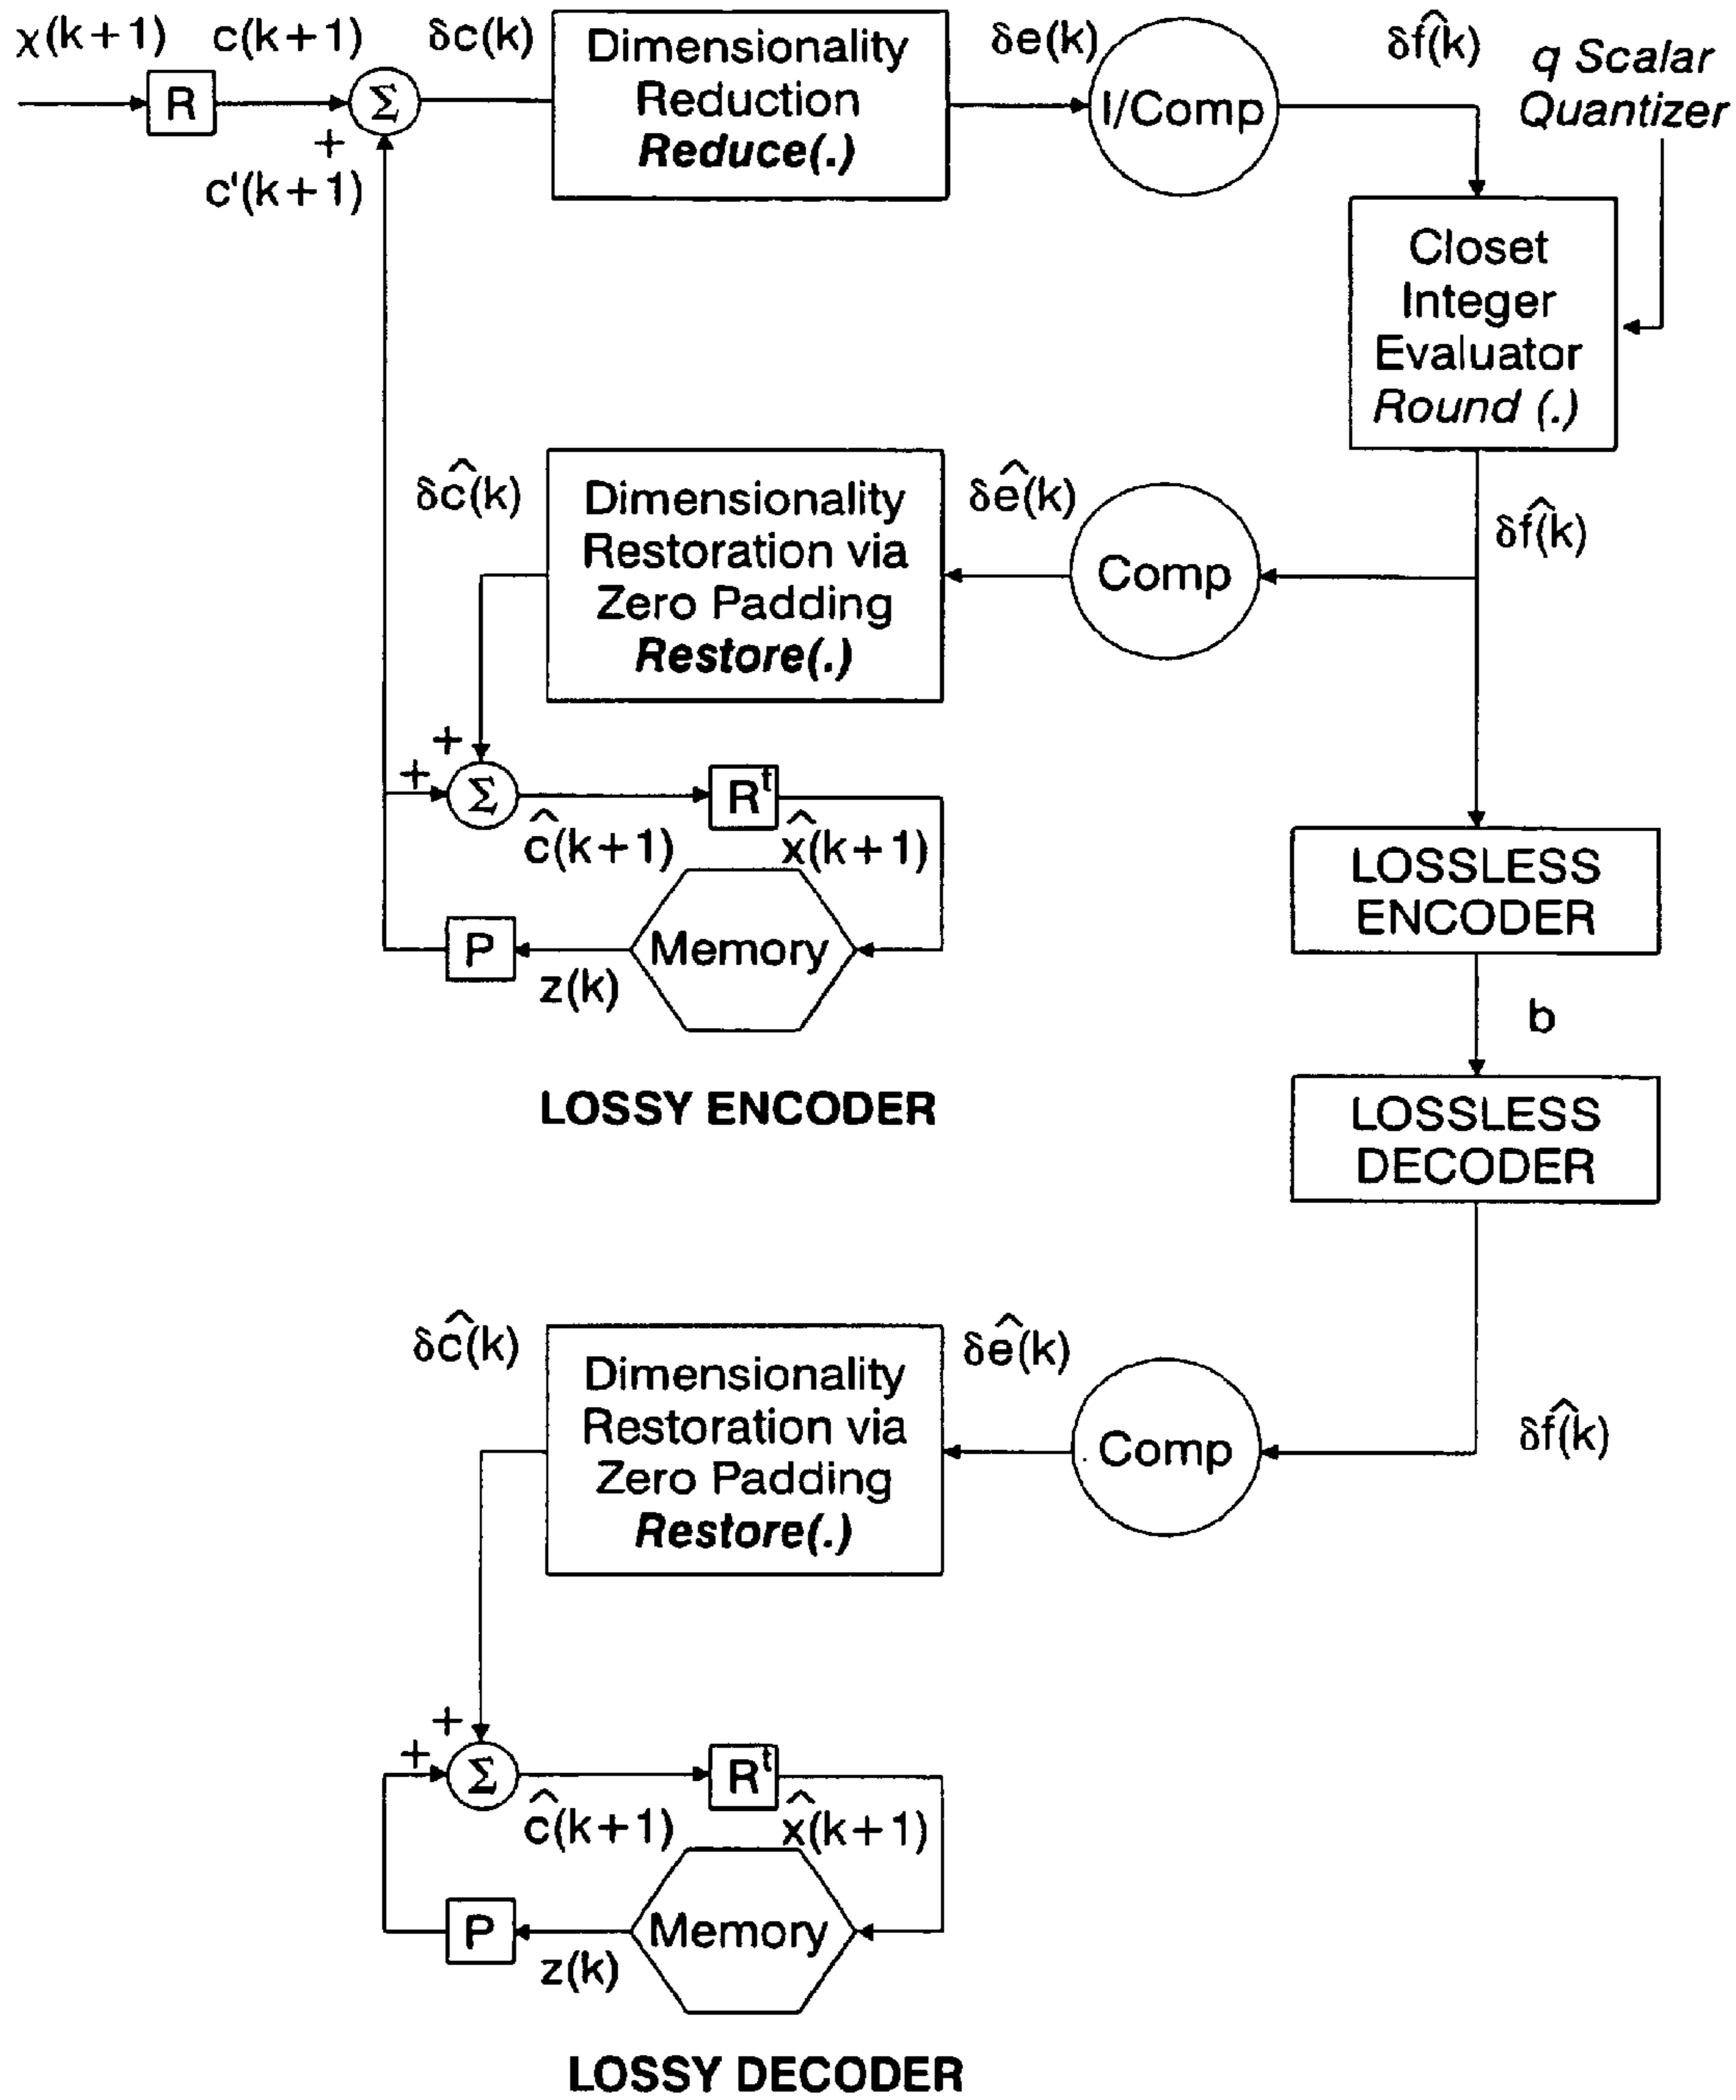 χ(k+1)
c(k+1)
δc(k)
Dimensionality
Reduction
Reduce(.)
δe(k)
I/Comp
δf̂(k)
q Scalar
Quantizer
R
Σ
+
c'(k+1)
Closet
Integer
Evaluator
Round (.)
δĉ(k)
Dimensionality
Restoration via
Zero Padding
Restore(.)
δê(k)
Comp
δf̂(k)
+
+
Σ
R^t
ĉ(k+1)
x̂(k+1)
P
z(k)
Memory
LOSSLESS
ENCODER
b
LOSSY ENCODER
LOSSLESS
DECODER
δĉ(k)
Dimensionality
Restoration via
Zero Padding
Restore(.)
δê(k)
Comp
δf̂(k)
+
+
Σ
R^t
ĉ(k+1)
x̂(k+1)
P
z(k)
Memory
LOSSY DECODER